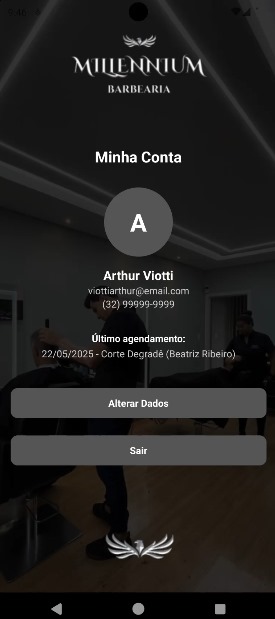 MILLENNIUM
BARBEARIA
Minha Conta
A
Arthur Viotti
viottiarthur@email.com
(32) 99999-9999
Último agendamento:
22/05/2025 - Corte Degradê (Beatriz Ribeiro)
Alterar Dados
Sair